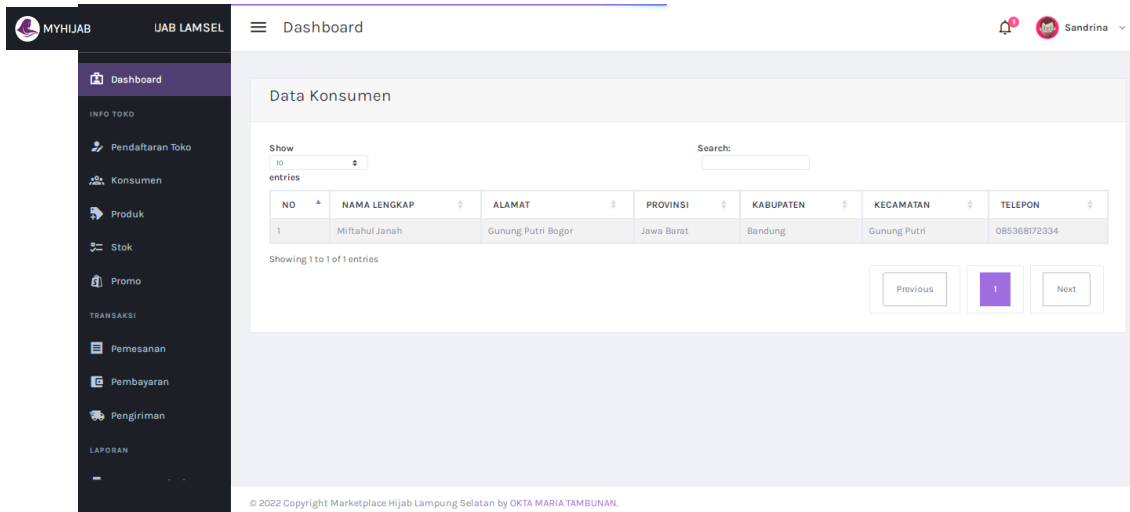 MYHIJAB
IJAB LAMSEL
Dashboard
1
Sandrina
Dashboard
INFO TOKO
Pendaftaran Toko
Konsumen
Produk
Stok
Promo
TRANSAKSI
Pemesanan
Pembayaran
Pengiriman
LAPORAN
Data Konsumen
Show
10
entries
Search:
NO NAMA LENGKAP ALAMAT PROVINSI KABUPATEN KECAMATAN TELEPON
1 Miftahul Janah Gunung Putri Bogor Jawa Barat Bandung Gunung Putri 085368172334
Showing 1 to 1 of 1 entries
Previous 1 Next
© 2022 Copyright Marketplace Hijab Lampung Selatan by OKTA MARIA TAMBUNAN.